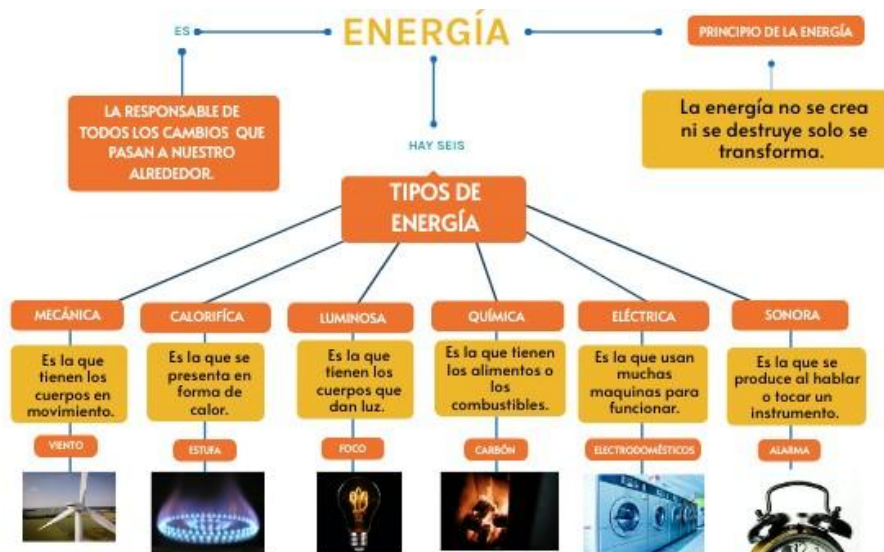 ES
ENERGÍA
PRINCIPIO DE LA ENERGÍA
LA RESPONSABLE DE
TODOS LOS CAMBIOS QUE
PASAN A NUESTRO
ALREDEDOR.
La energía no se crea
ni se destruye solo se
transforma.
HAY SEIS
TIPOS DE
ENERGÍA
MECÁNICA
Es la que
tienen los
cuerpos en
movimiento.
VIENTO
CALORIFÍCA
Es la que se
presenta en
forma de
calor.
ESTUFA
LUMINOSA
Es la que
tienen los
cuerpos que
dan luz.
FOCO
QUÍMICA
Es la que tienen
los alimentos o
los
combustibles.
CARBÓN
ELÉCTRICA
Es la que usan
muchas
maquinas para
funcionar.
ELECTRODOMÉSTICOS
SONORA
Es la que se
produce al hablar
o tocar un
instrumento.
ALARMA
11 12 1